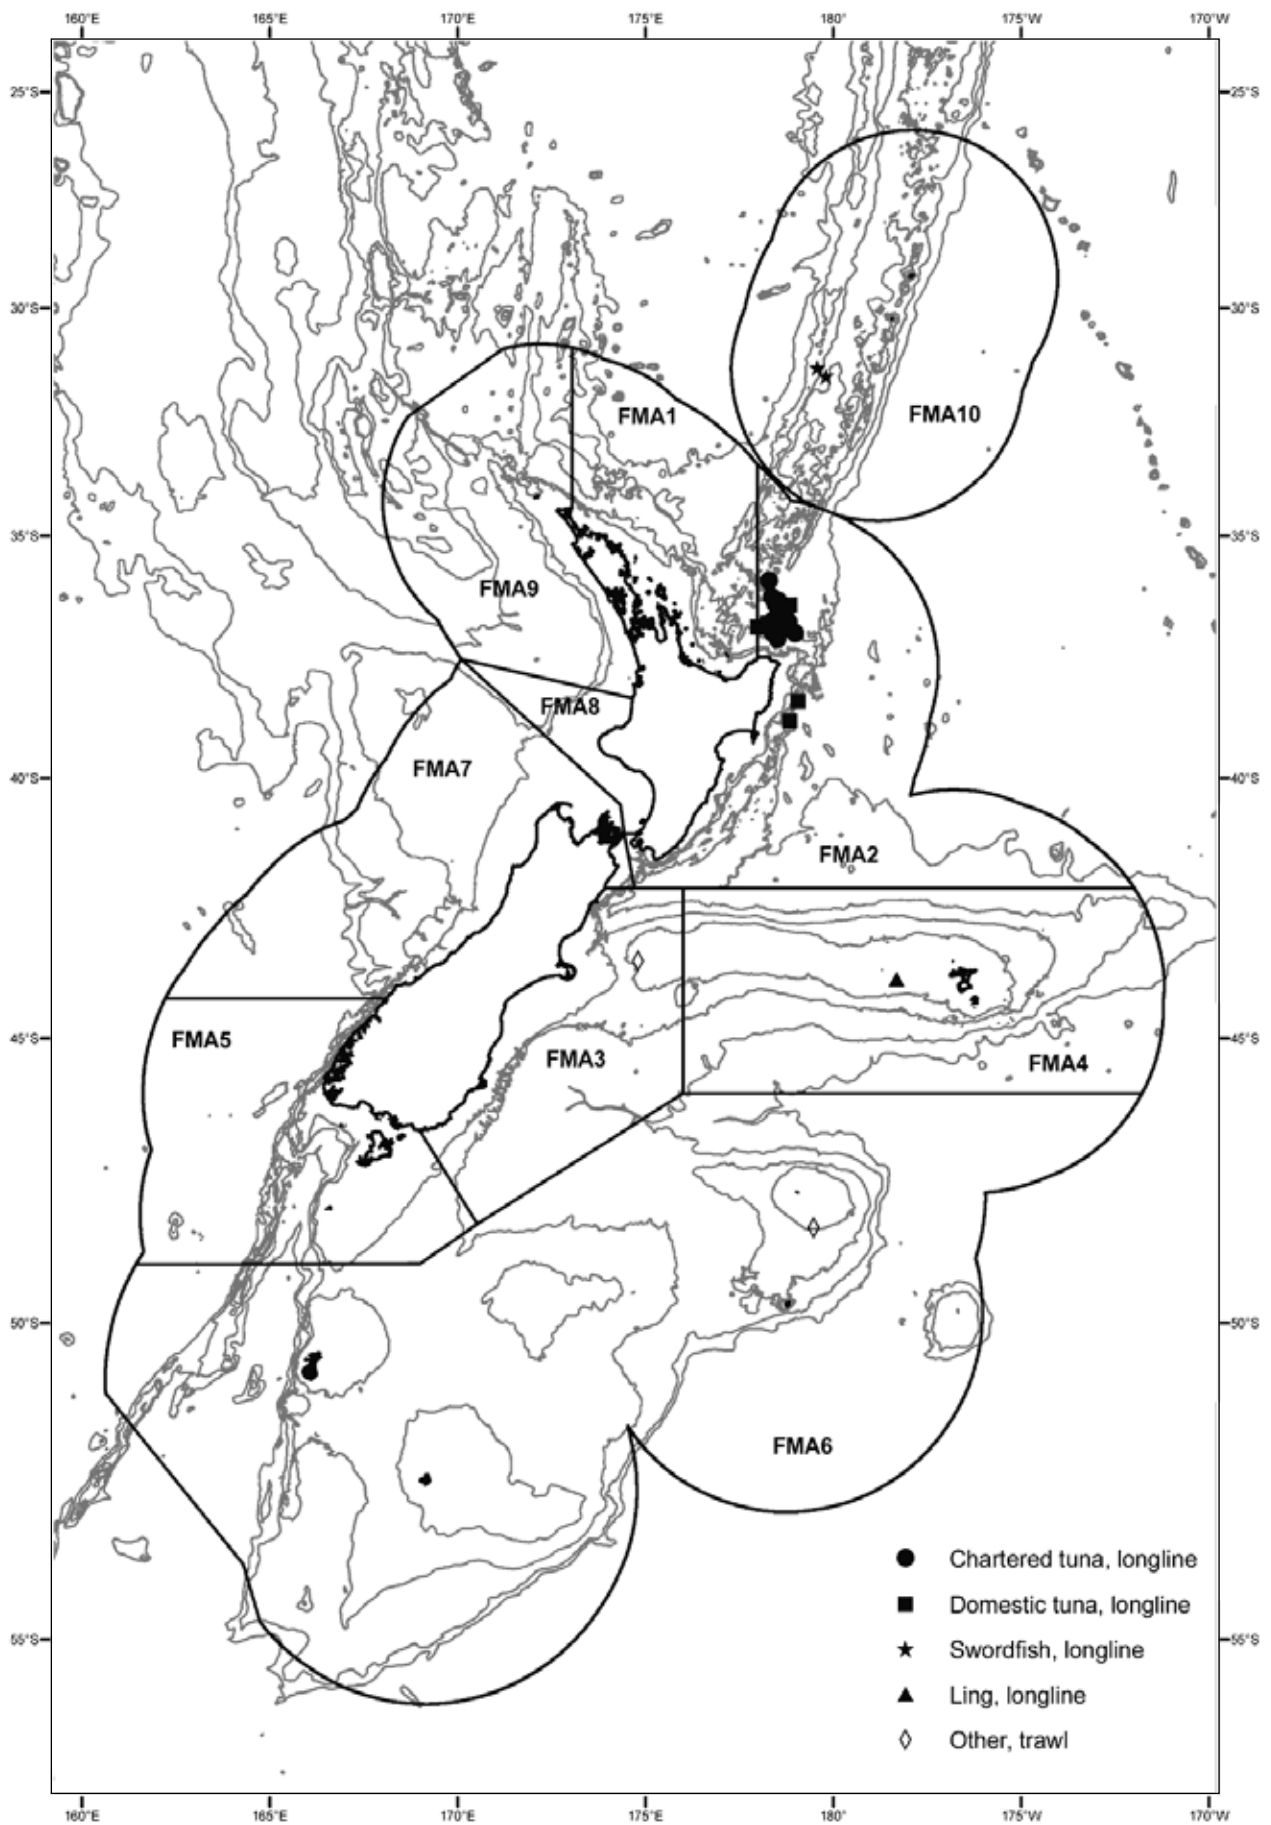 160°E 165°E 170°E 175°E 180° 175°W 170°W
25°S 25°S
30°S 30°S
FMA1 FMA10
35°S 35°S
FMA9
FMA8
FMA7
40°S 40°S
FMA2
FMA5 45°S 45°S
FMA3 FMA4
50°S 50°S
FMA6
Chartered tuna, longline
Domestic tuna, longline
55°S 55°S
Swordfish, longline
Ling, longline
Other, trawl
160°E 165°E 170°E 175°E 180° 175°W 170°W